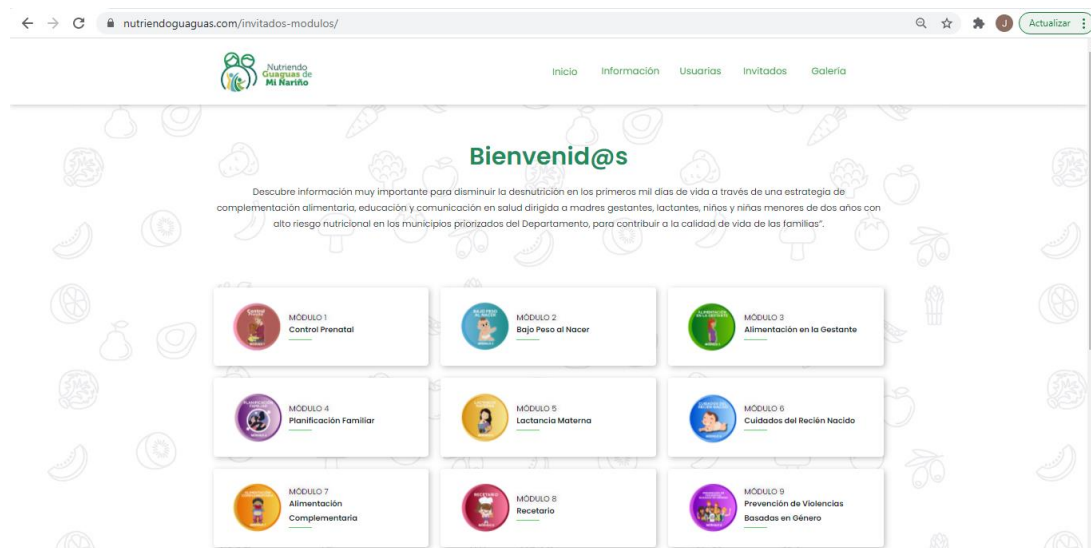 nutriendoguaguas.com/invitados-modulos/
J
Actualizar
Nutriendo
Guaguas de
Mi Nariño
Inicio Información Usuarias Invitados Galería
Bienvenid@s
Descubre información muy importante para disminuir la desnutrición en los primeros mil días de vida a través de una estrategia de
complementación alimentaria, educación y comunicación en salud dirigida a madres gestantes, lactantes, niños y niñas menores de dos años con
alto riesgo nutricional en los municipios priorizados del Departamento, para contribuir a la calidad de vida de las familias".
MÓDULO 1
Control Prenatal
MÓDULO 2
Bajo Peso al Nacer
MÓDULO 3
Alimentación en la Gestante
MÓDULO 4
Planificación Familiar
MÓDULO 5
Lactancia Materna
MÓDULO 6
Cuidados del Recién Nacido
MÓDULO 7
Alimentación
Complementaria
MÓDULO 8
Recetario
MÓDULO 9
Prevención de Violencias
Basadas en Género